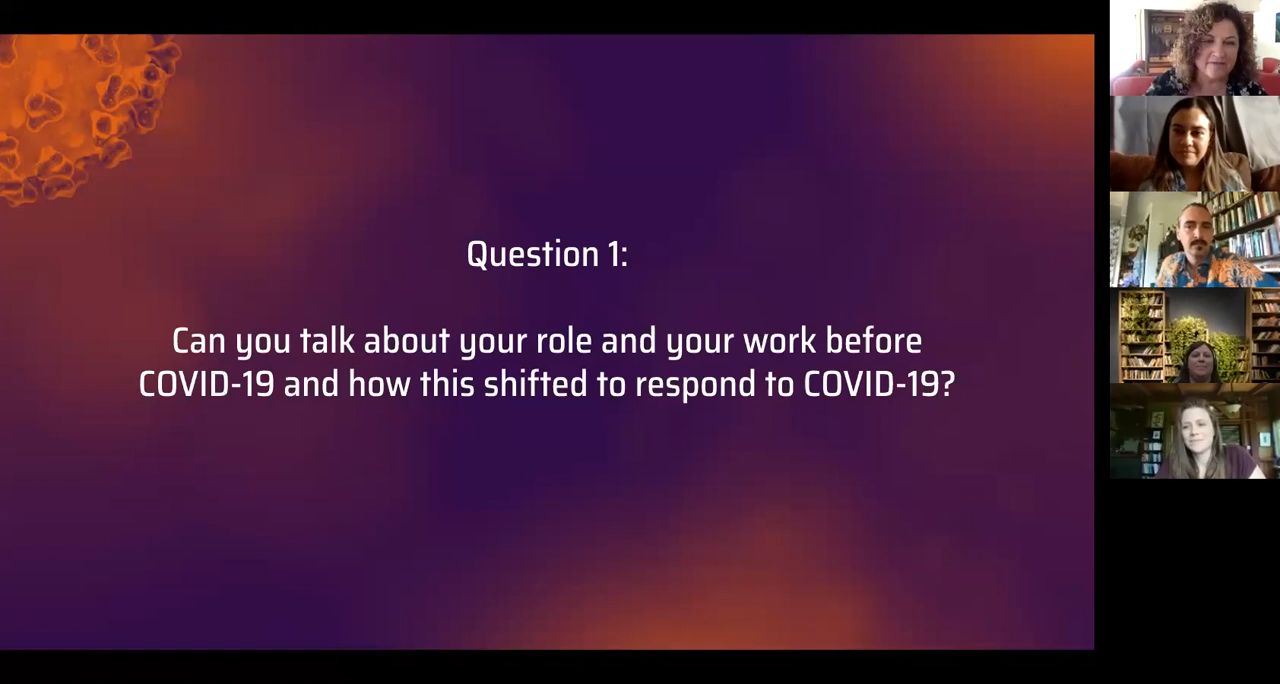 Question 1:
Can you talk about your role and your work before
COVID-19 and how this shifted to respond to COVID-19?